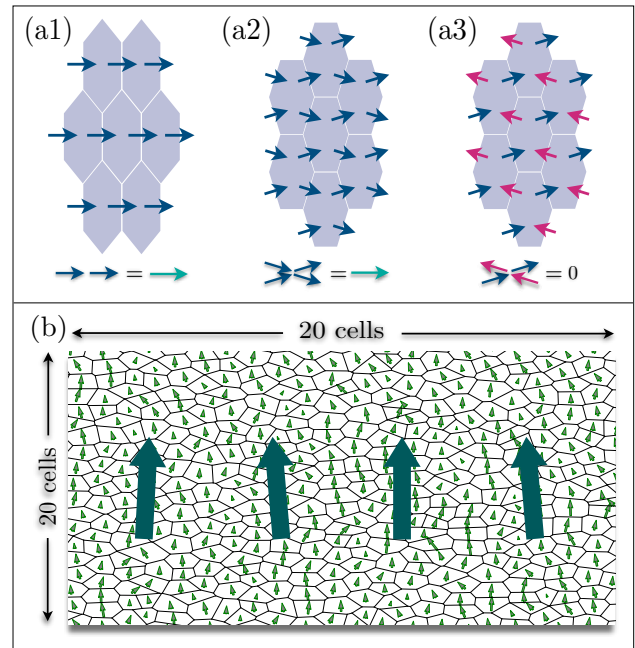 (a1) (a2) (a3)
= = = 0
(b) 20 cells
20 cells